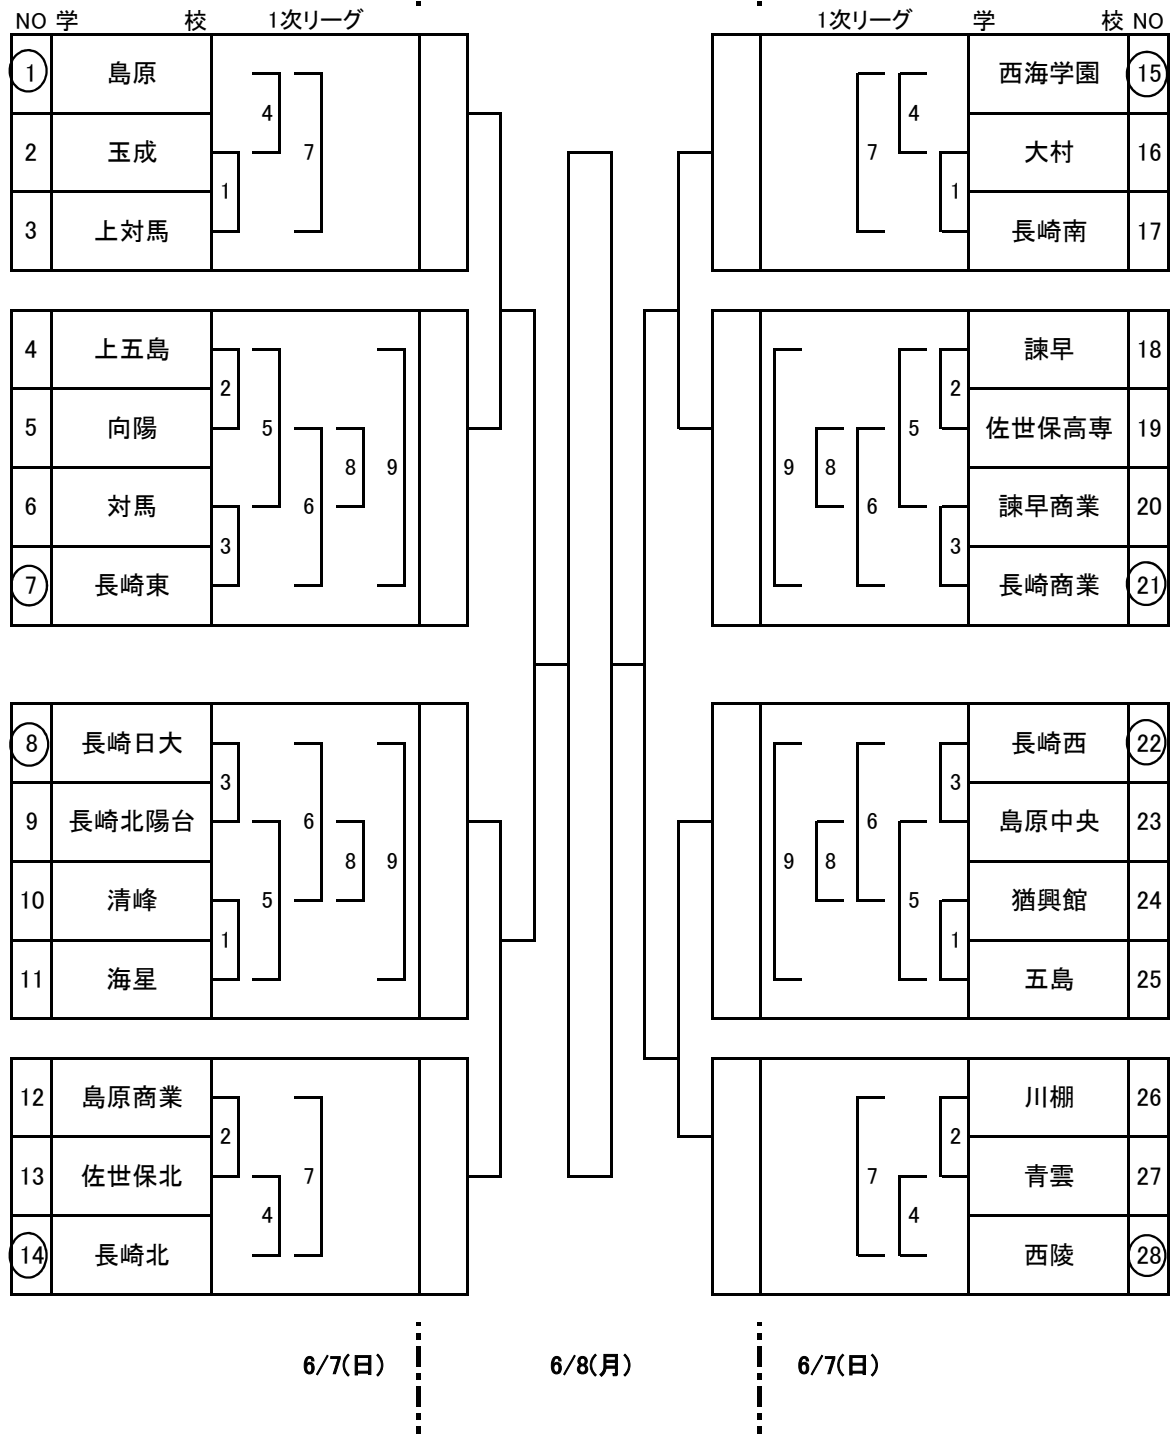 NO 学 校 1次リーグ
1 島原
4
2 玉成 7
1
3 上対馬
4 上五島
2
5 向陽 5
8 9
6 対馬 6
3
7 長崎東
8 長崎日大
3
9 長崎北陽台 6
8 9
10 清峰 5
1
11 海星
12 島原商業
2
13 佐世保北 7
4
14 長崎北
1次リーグ 学 校 NO
西海学園 15
4
7 大村 16
1
長崎南 17
諫早 18
2
5 佐世保高専 19
9 8
6 諫早商業 20
3
長崎商業 21
長崎西 22
3
6 島原中央 23
9 8
5 猶興館 24
1
五島 25
川棚 26
2
7 青雲 27
4
西陵 28
6/7(日) 6/8(月) 6/7(日)